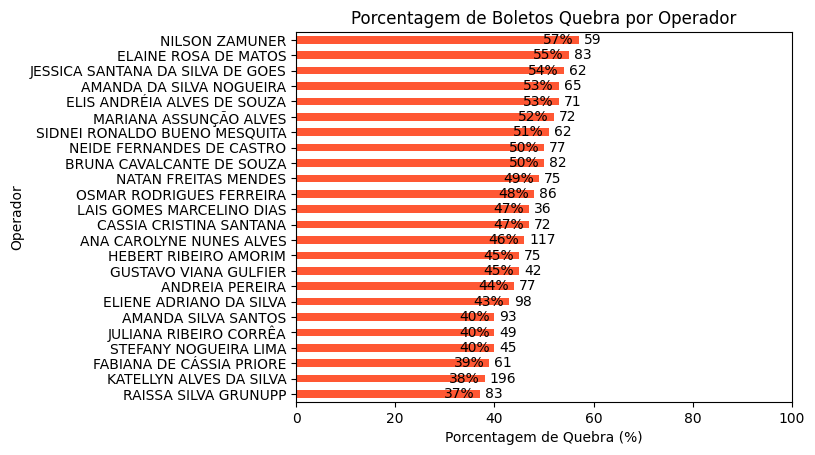 Porcentagem de Boletos Quebra por Operador
NILSON ZAMUNER 57% 59
ELAINE ROSA DE MATOS 55% 83
JESSICA SANTANA DA SILVA DE GOES 54% 62
AMANDA DA SILVA NOGUEIRA 53% 65
ELIS ANDRÉIA ALVES DE SOUZA 53% 71
MARIANA ASSUNÇÃO ALVES 52% 72
SIDNEI RONALDO BUENO MESQUITA 51% 62
NEIDE FERNANDES DE CASTRO 50% 77
BRUNA CAVALCANTE DE SOUZA 50% 82
NATAN FREITAS MENDES 49% 75
OSMAR RODRIGUES FERREIRA 48% 86
LAIS GOMES MARCELINO DIAS 47% 36
CASSIA CRISTINA SANTANA 47% 72
ANA CAROLYNE NUNES ALVES 46% 117
HEBERT RIBEIRO AMORIM 45% 75
GUSTAVO VIANA GULFIER 45% 42
ANDREIA PEREIRA 44% 77
ELIENE ADRIANO DA SILVA 43% 98
AMANDA SILVA SANTOS 40% 93
JULIANA RIBEIRO CORRÊA 40% 49
STEFANY NOGUEIRA LIMA 40% 45
FABIANA DE CÁSSIA PRIORE 39% 61
KATELLYN ALVES DA SILVA 38% 196
RAISSA SILVA GRUNUPP 37% 83
Operador
0 20 40 60 80 100
Porcentagem de Quebra (%)